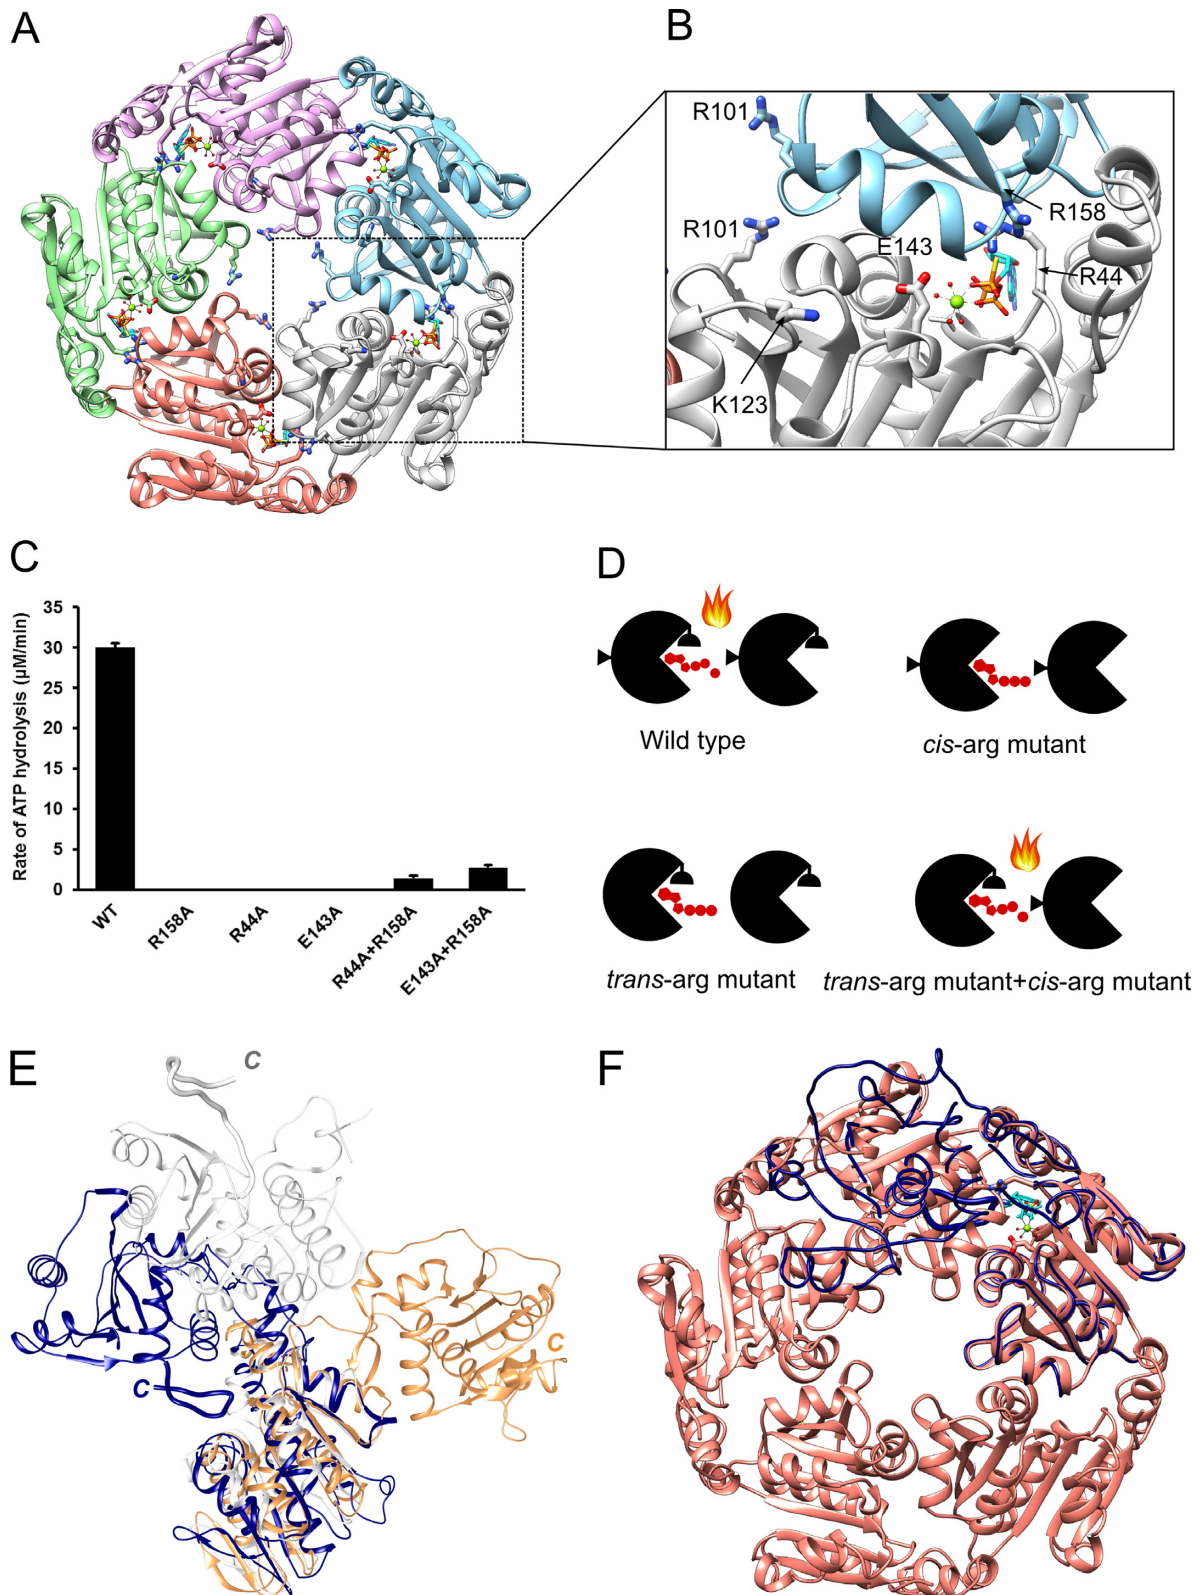 A
B
R101
R158
R101
E143
R44
K123
C
D
Rate of ATP hydrolysis (µM/min)
35
30
25
20
15
10
5
0
WT
R158A
R44A
E143A
R44A+R158A
E143A+R158A
Wild type
cis-arg mutant
trans-arg mutant
trans-arg mutant+cis-arg mutant
E
C
C
C
F